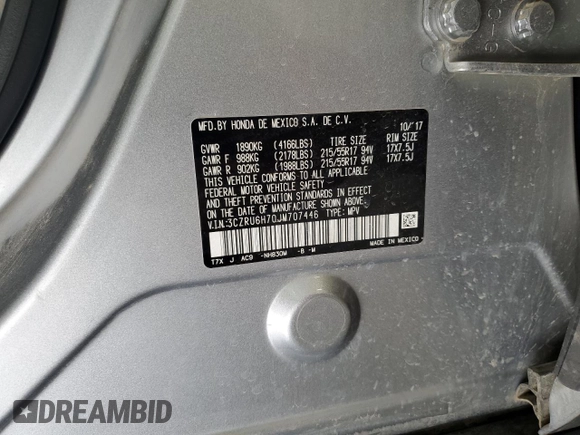 MFD.BY HONDA DE MEXICO S.A. DE C.V. 10/'17
GVWR 1890KG (4166LBS) TIRE SIZE RIM SIZE
GAWR F 988KG (2178LBS) 215/55R17 94V 17X7.5J
GAWR R 902KG (1988LBS) 215/55R17 94V 17X7.5J
THIS VEHICLE CONFORMS TO ALL APPLICABLE
FEDERAL MOTOR VEHICLE SAFETY
STANDARDS IN EFFECT ON THE DATE OF
MANUFACTURE SHOWN ABOVE.
V.I.N.:3CZRU6H70JM707446 TYPE: MPV
MADE IN MEXICO
T7X J AC9 -NH830M -B -M
DREAMBID